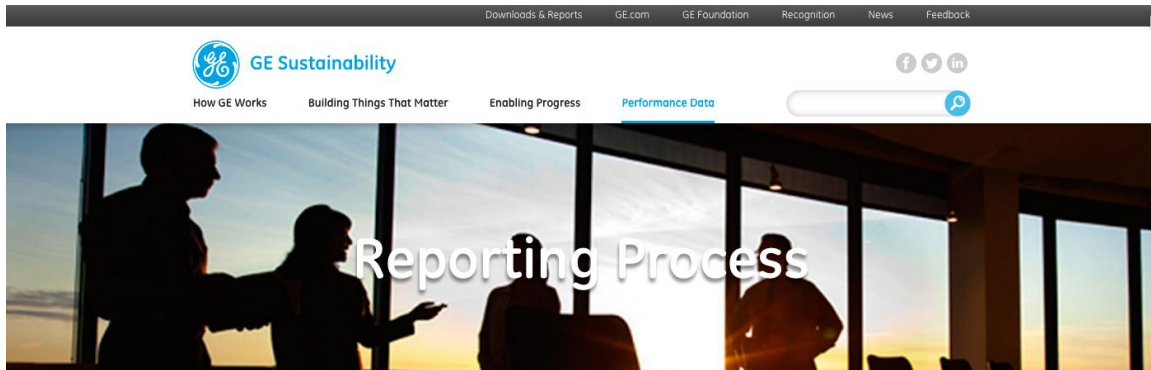 Downloads & Reports GE.com GE Foundation Recognition News Feedback
GE GE Sustainability
How GE Works Building Things That Matter Enabling Progress Performance Data
Reporting Process